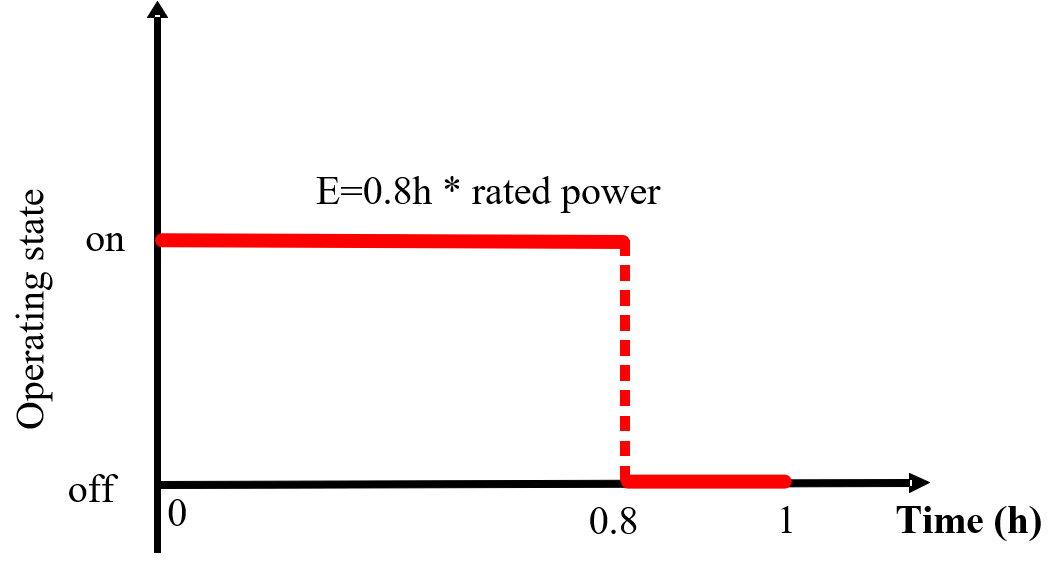 E=0.8h * rated power
Operating state
on
off
0
0.8
1
Time (h)